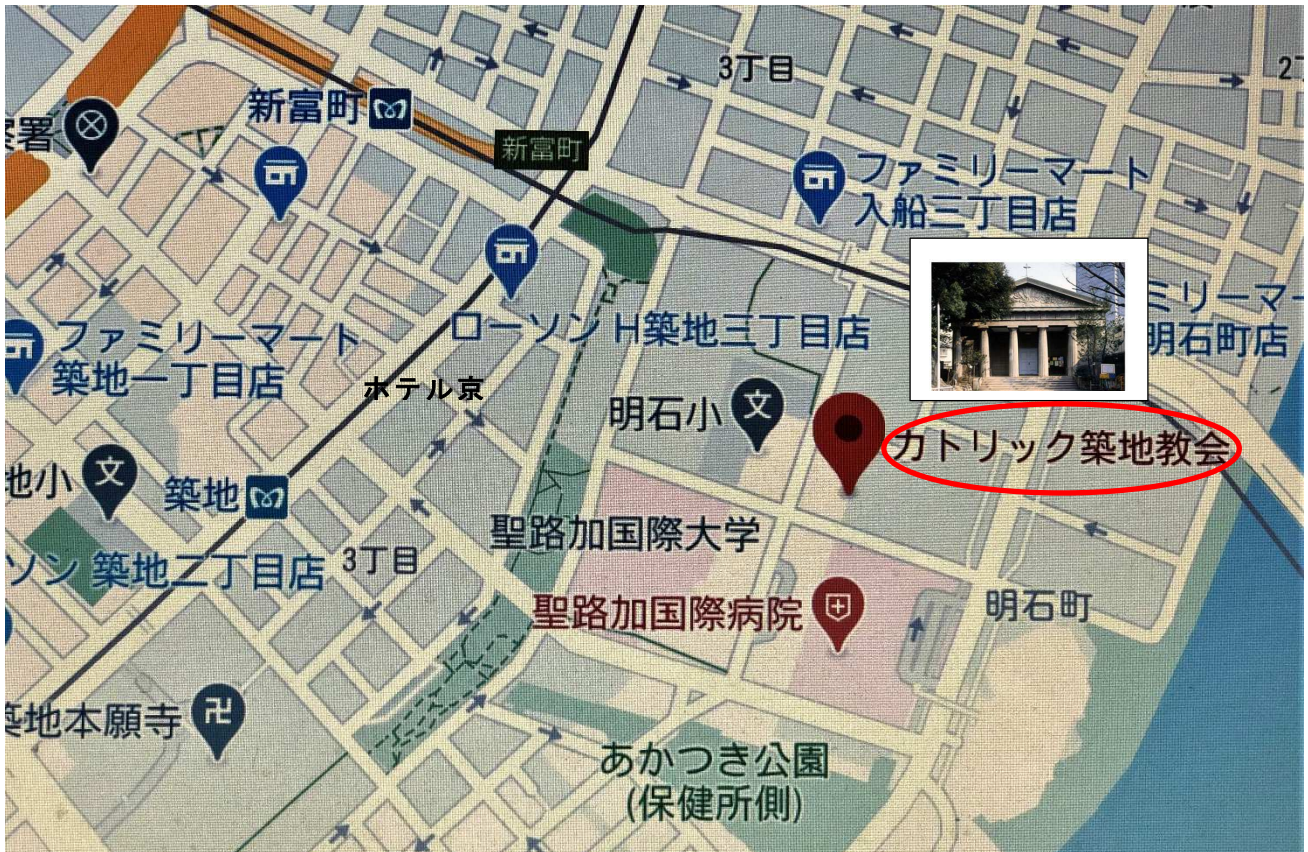 3丁目
新富町
新富町
ファミリーマート
入船三丁目店
ファミリーマート
築地一丁目店
ローソン H築地三丁目店
明石町店
ホテル京
明石小
文
カトリック築地教会
地小
文
築地
聖路加国際大学
ソン 築地二丁目店
3丁目
聖路加国際病院
明石町
築地本願寺
卍
あかつき公園
(保健所側)